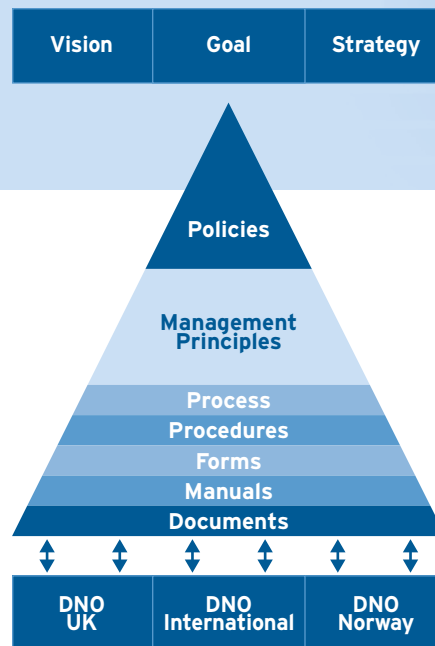 Vision
Goal
Strategy
Policies
Management
Principles
Process
Procedures
Forms
Manuals
Documents
DNO
UK
DNO
International
DNO
Norway